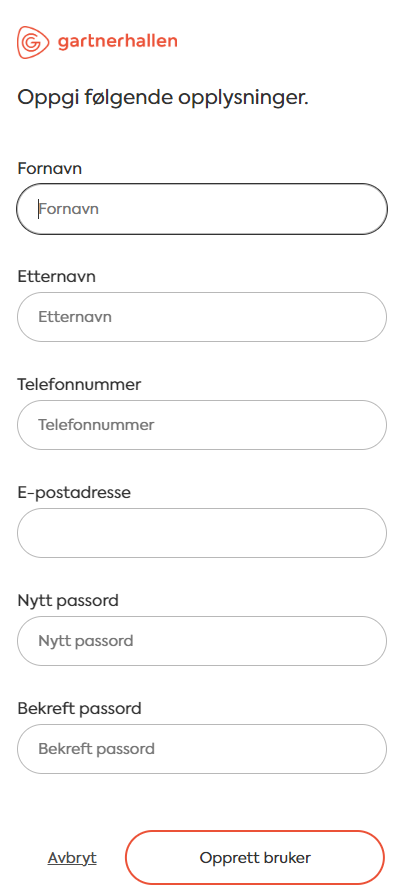 gartnerhallen
Oppgi følgende opplysninger.
Fornavn
Fornavn
Etternavn
Etternavn
Telefonnummer
Telefonnummer
E-postadresse
Nytt passord
Nytt passord
Bekreft passord
Bekreft passord
Avbryt Opprett bruker